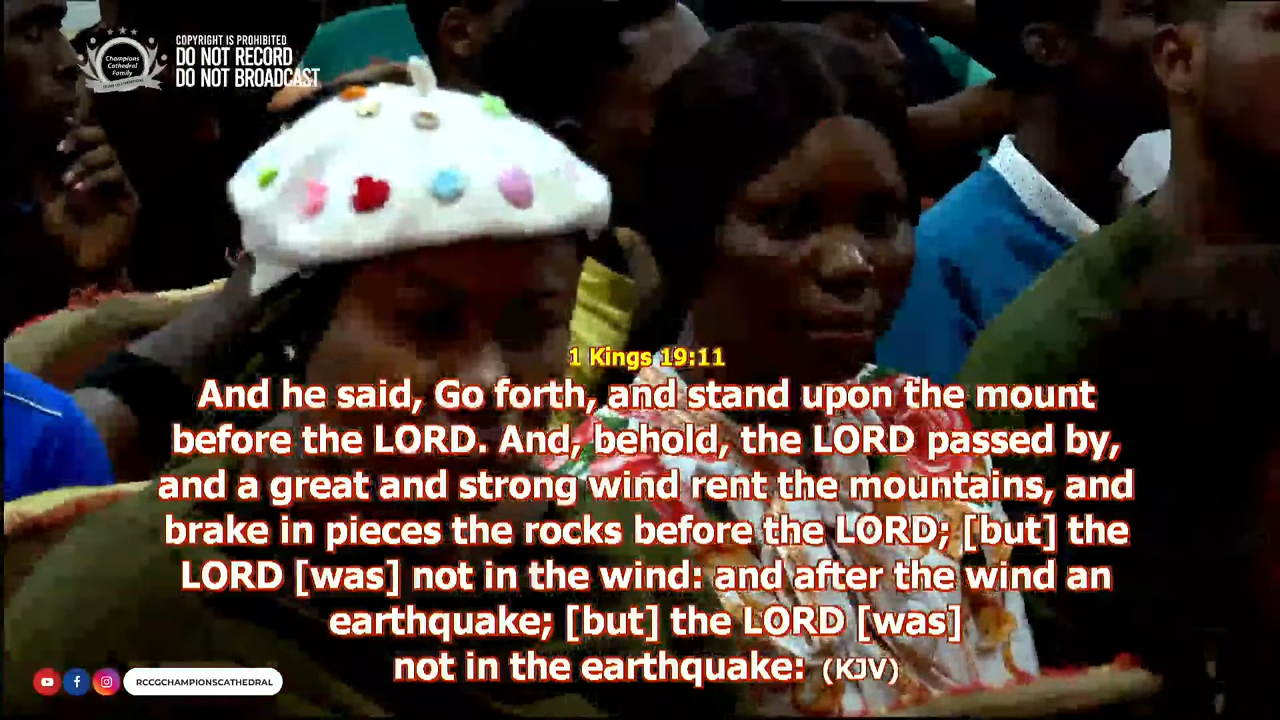 Champions
Cathedral
Family
COPYRIGHT IS PROHIBITED
DO NOT RECORD
DO NOT BROADCAST
1 Kings 19:11
And he said, Go forth, and stand upon the mount
before the LORD. And, behold, the LORD passed by,
and a great and strong wind rent the mountains, and
brake in pieces the rocks before the LORD; [but] the
LORD [was] not in the wind: and after the wind an
earthquake; [but] the LORD [was]
not in the earthquake: (KJV)
RCCGCHAMPIONSCATHEDRAL